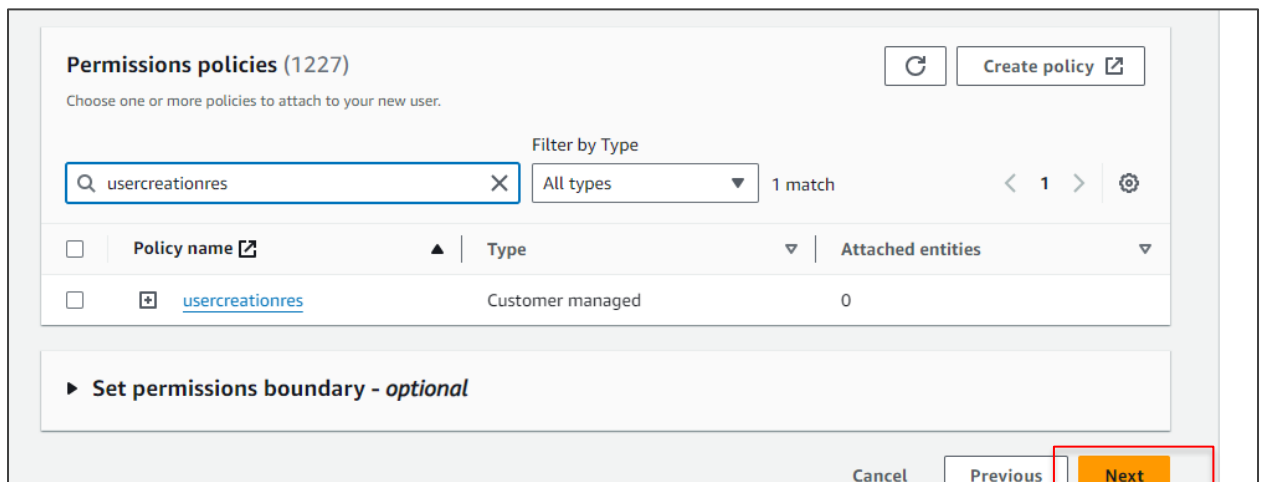 Permissions policies (1227)
Create policy
Choose one or more policies to attach to your new user.
Filter by Type
usercreationres
All types
1 match
1
Policy name
Type
Attached entities
usercreationres
Customer managed
0
Set permissions boundary - optional
Cancel
Previous
Next